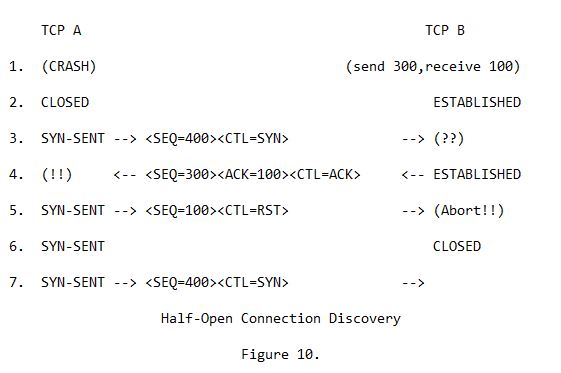 TCP A                                           TCP B
1.  (CRASH)                               (send 300,receive 100)
2.  CLOSED                                           ESTABLISHED
3.  SYN-SENT --> <SEQ=400><CTL=SYN>              --> (??)
4.  (!!)     <-- <SEQ=300><ACK=100><CTL=ACK>     <-- ESTABLISHED
5.  SYN-SENT --> <SEQ=100><CTL=RST>              --> (Abort!!)
6.  SYN-SENT                                         CLOSED
7.  SYN-SENT --> <SEQ=400><CTL=SYN>              -->
Half-Open Connection Discovery
Figure 10.